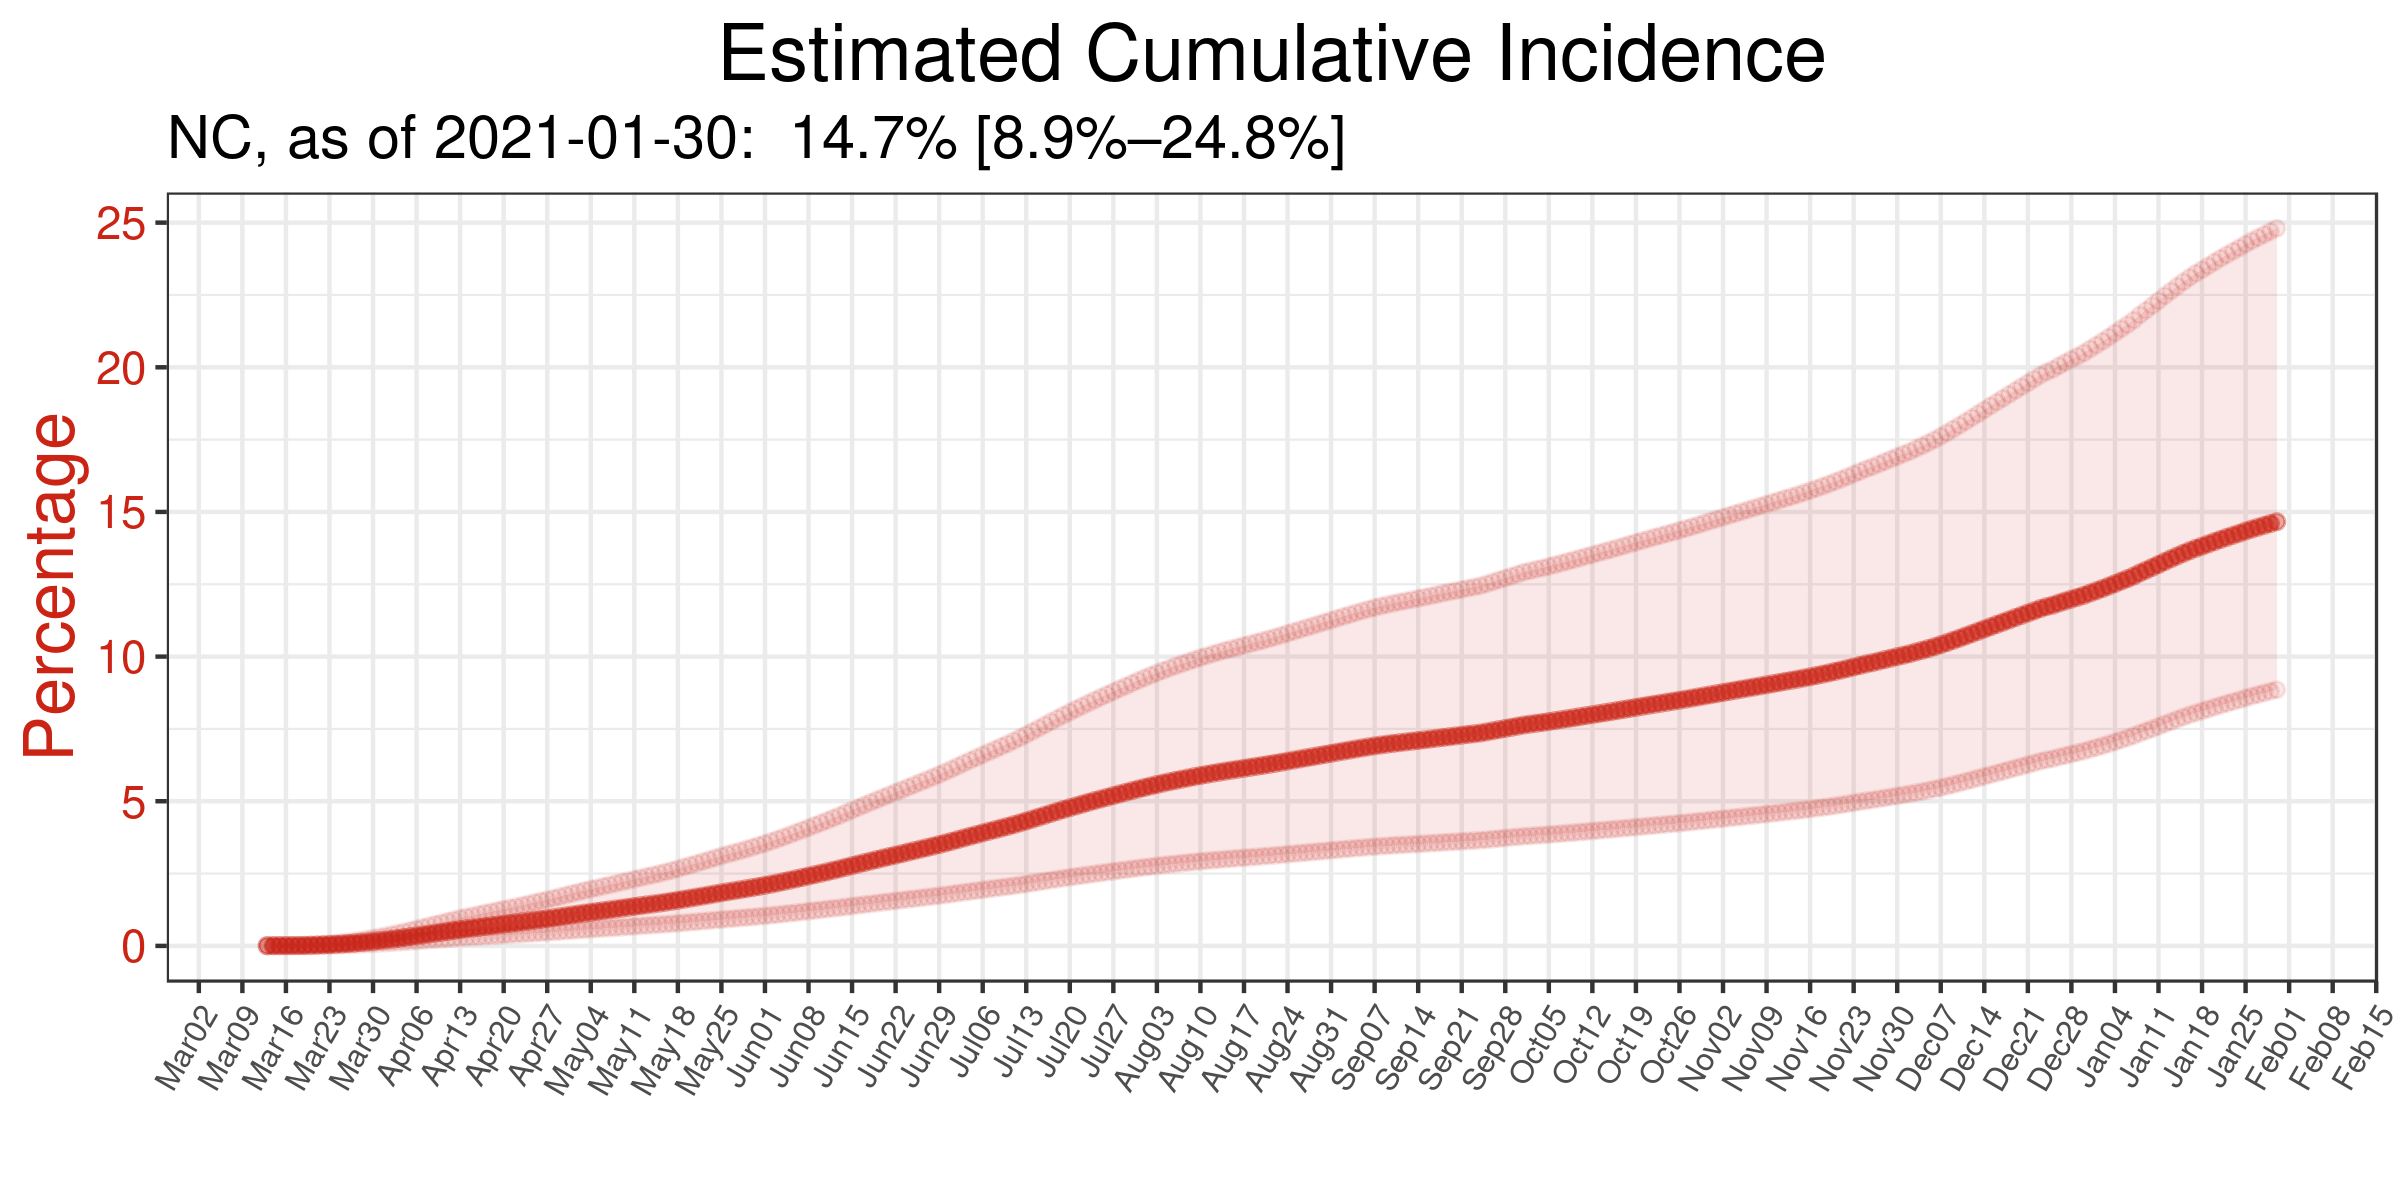 Estimated Cumulative Incidence
NC, as of 2021-01-30:  14.7% [8.9%–24.8%]
Percentage
25
20
15
10
5
0
Mar02
Mar09
Mar16
Mar23
Mar30
Apr06
Apr13
Apr20
Apr27
May04
May11
May18
May25
Jun01
Jun08
Jun15
Jun22
Jun29
Jul06
Jul13
Jul20
Jul27
Aug03
Aug10
Aug17
Aug24
Aug31
Sep07
Sep14
Sep21
Sep28
Oct05
Oct12
Oct19
Oct26
Nov02
Nov09
Nov16
Nov23
Nov30
Dec07
Dec14
Dec21
Dec28
Jan04
Jan11
Jan18
Jan25
Feb01
Feb08
Feb15